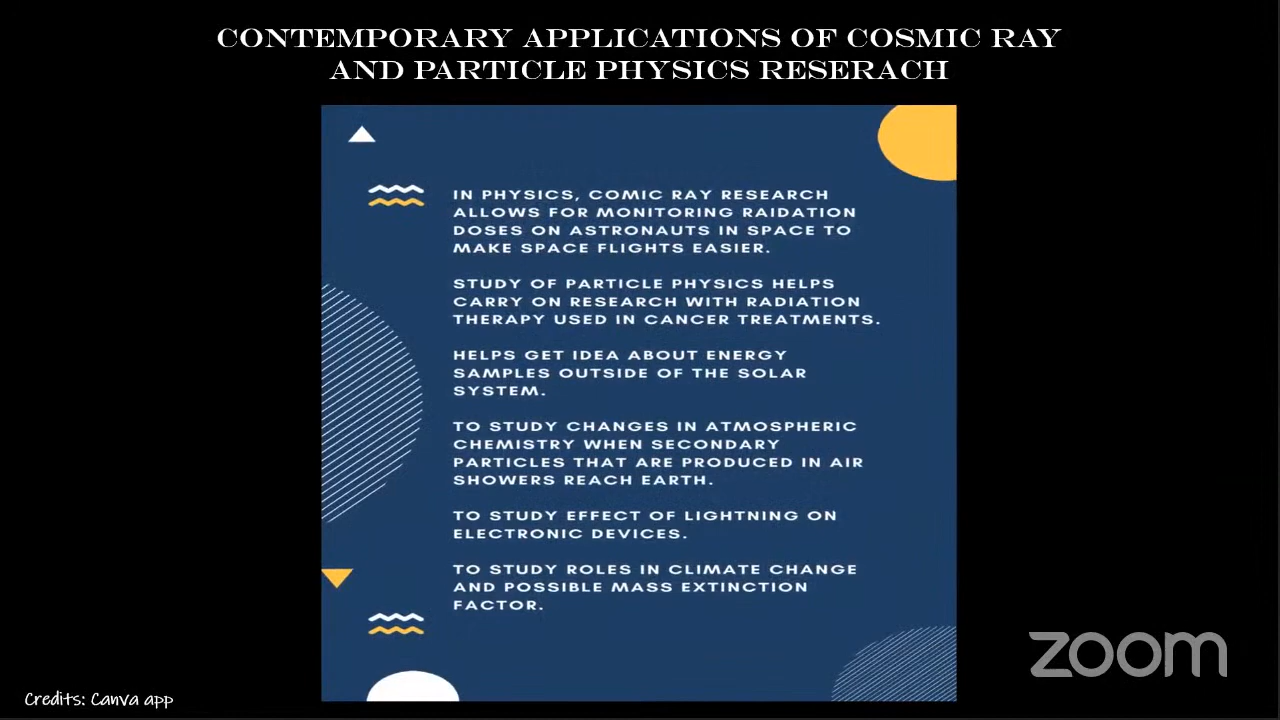 CONTEMPORARY APPLICATIONS OF COSMIC RAY
AND PARTICLE PHYSICS RESERACH
IN PHYSICS, COMIC RAY RESEARCH
ALLOWS FOR MONITORING RAIDATION
DOSES ON ASTRONAUTS IN SPACE TO
MAKE SPACE FLIGHTS EASIER.
STUDY OF PARTICLE PHYSICS HELPS
CARRY ON RESEARCH WITH RADIATION
THERAPY USED IN CANCER TREATMENTS.
HELPS GET IDEA ABOUT ENERGY
SAMPLES OUTSIDE OF THE SOLAR
SYSTEM.
TO STUDY CHANGES IN ATMOSPHERIC
CHEMISTRY WHEN SECONDARY
PARTICLES THAT ARE PRODUCED IN AIR
SHOWERS REACH EARTH.
TO STUDY EFFECT OF LIGHTNING ON
ELECTRONIC DEVICES.
TO STUDY ROLES IN CLIMATE CHANGE
AND POSSIBLE MASS EXTINCTION
FACTOR.
zoom
Credits: Canva app